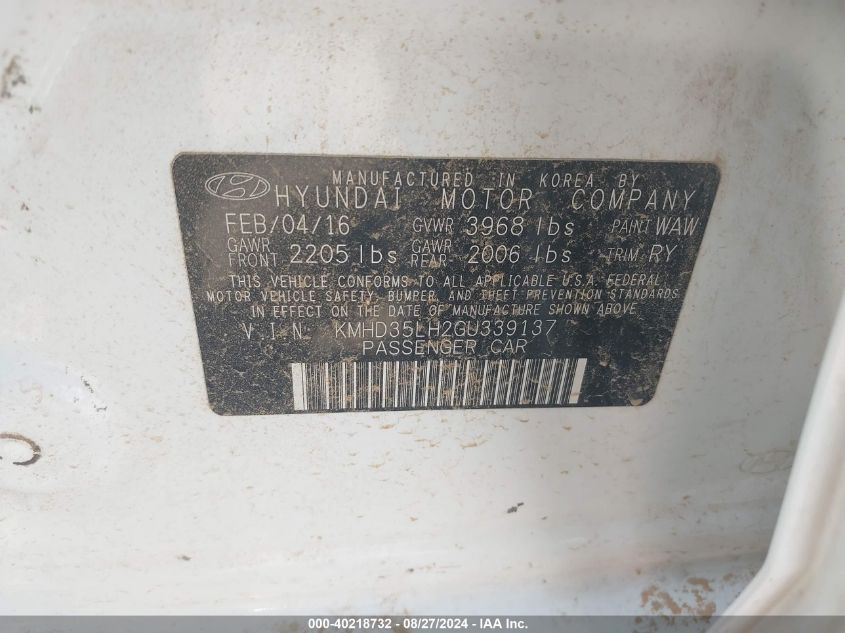 MANUFACTURED IN KOREA BY
HYUNDAI MOTOR COMPANY
FEB/04/16 GVWR 3968 lbs PAINT WAW
GAWR FRONT 2205 lbs GAWR REAR 2006 lbs TRIM: RY
THIS VEHICLE CONFORMS TO ALL APPLICABLE U.S.A. FEDERAL
MOTOR VEHICLE SAFETY, BUMPER, AND THEFT PREVENTION STANDARDS
IN EFFECT ON THE DATE OF MANUFACTURE SHOWN ABOVE.
V.I.N. KMHD35LH2GU339137
PASSENGER CAR
000-40218732 - 08/27/2024 - IAA Inc.